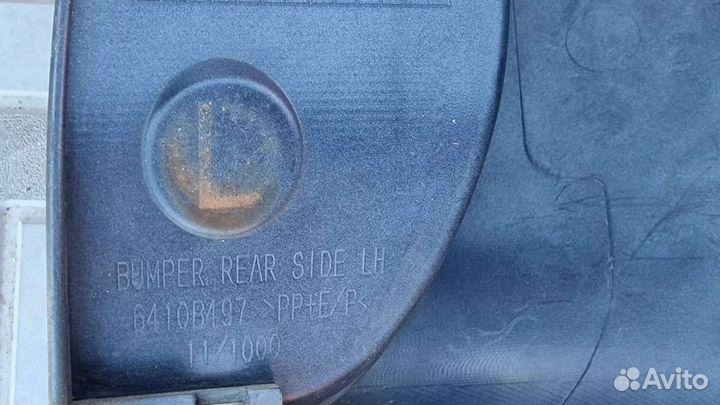 L
BUMPER REAR SIDE LH
6410B497 >PP+E/P<
11/1000
Avito